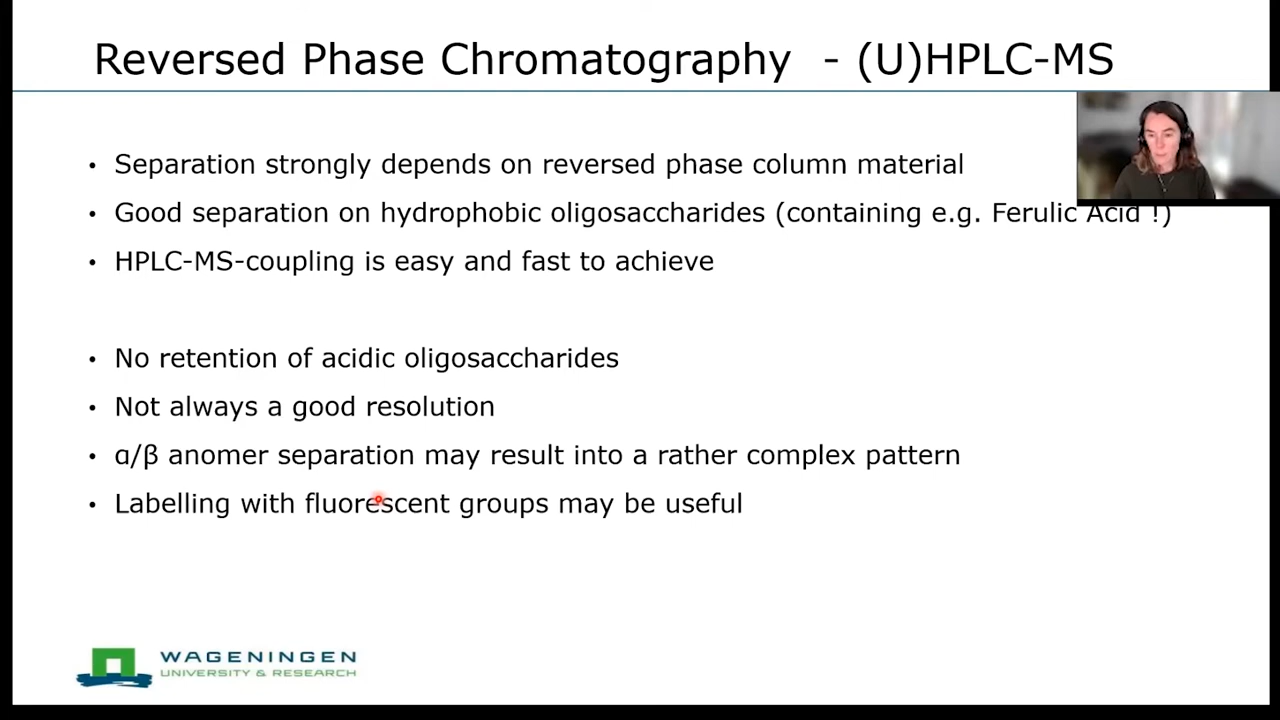 Reversed Phase Chromatography - (U)HPLC-MS
• Separation strongly depends on reversed phase column material
• Good separation on hydrophobic oligosaccharides (containing e.g. Ferulic Acid !)
• HPLC-MS-coupling is easy and fast to achieve
• No retention of acidic oligosaccharides
• Not always a good resolution
• α/β anomer separation may result into a rather complex pattern
• Labelling with fluorescent groups may be useful
WAGENINGEN
UNIVERSITY & RESEARCH